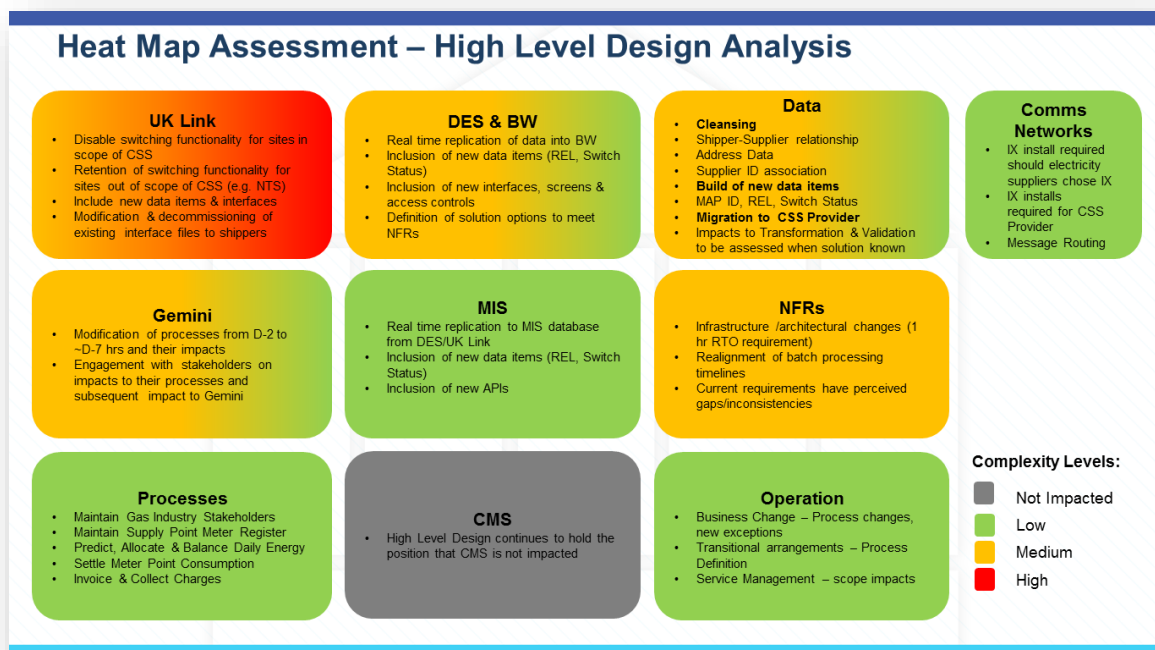 Heat Map Assessment – High Level Design Analysis
UK Link
• Disable switching functionality for sites in
scope of CSS
• Retention of switching functionality for
sites out of scope of CSS (e.g. NTS)
• Include new data items & interfaces
• Modification & decommissioning of
existing interface files to shippers
DES & BW
• Real time replication of data into BW
• Inclusion of new data items (REL, Switch
Status)
• Inclusion of new interfaces, screens &
access controls
• Definition of solution options to meet
NFRs
Data
• Cleansing
• Shipper-Supplier relationship
• Address Data
• Supplier ID association
• Build of new data items
• MAP ID, REL, Switch Status
• Migration to CSS Provider
• Impacts to Transformation & Validation
to be assessed when solution known
Comms
Networks
• IX install required
should electricity
suppliers chose IX
• IX installs
required for CSS
Provider
• Message Routing
Gemini
• Modification of processes from D-2 to
~D-7 hrs and their impacts
• Engagement with stakeholders on
impacts to their processes and
subsequent impact to Gemini
MIS
• Real time replication to MIS database
from DES/UK Link
• Inclusion of new data items (REL, Switch
Status)
• Inclusion of new APIs
NFRs
• Infrastructure /architectural changes (1
hr RTO requirement)
• Realignment of batch processing
timelines
• Current requirements have perceived
gaps/inconsistencies
Processes
• Maintain Gas Industry Stakeholders
• Maintain Supply Point Meter Register
• Predict, Allocate & Balance Daily Energy
• Settle Meter Point Consumption
• Invoice & Collect Charges
CMS
• High Level Design continues to hold the
position that CMS is not impacted
Operation
• Business Change – Process changes,
new exceptions
• Transitional arrangements – Process
Definition
• Service Management – scope impacts
Complexity Levels:
Not Impacted
Low
Medium
High